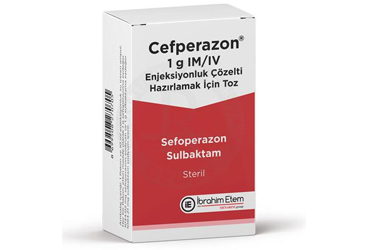 Cefperazon®
1 g IM/IV
Enjeksiyonluk Çözelti
Hazırlamak İçin Toz
Sefoperazon
Sulbaktam
Steril
İE
İbrahim Etem